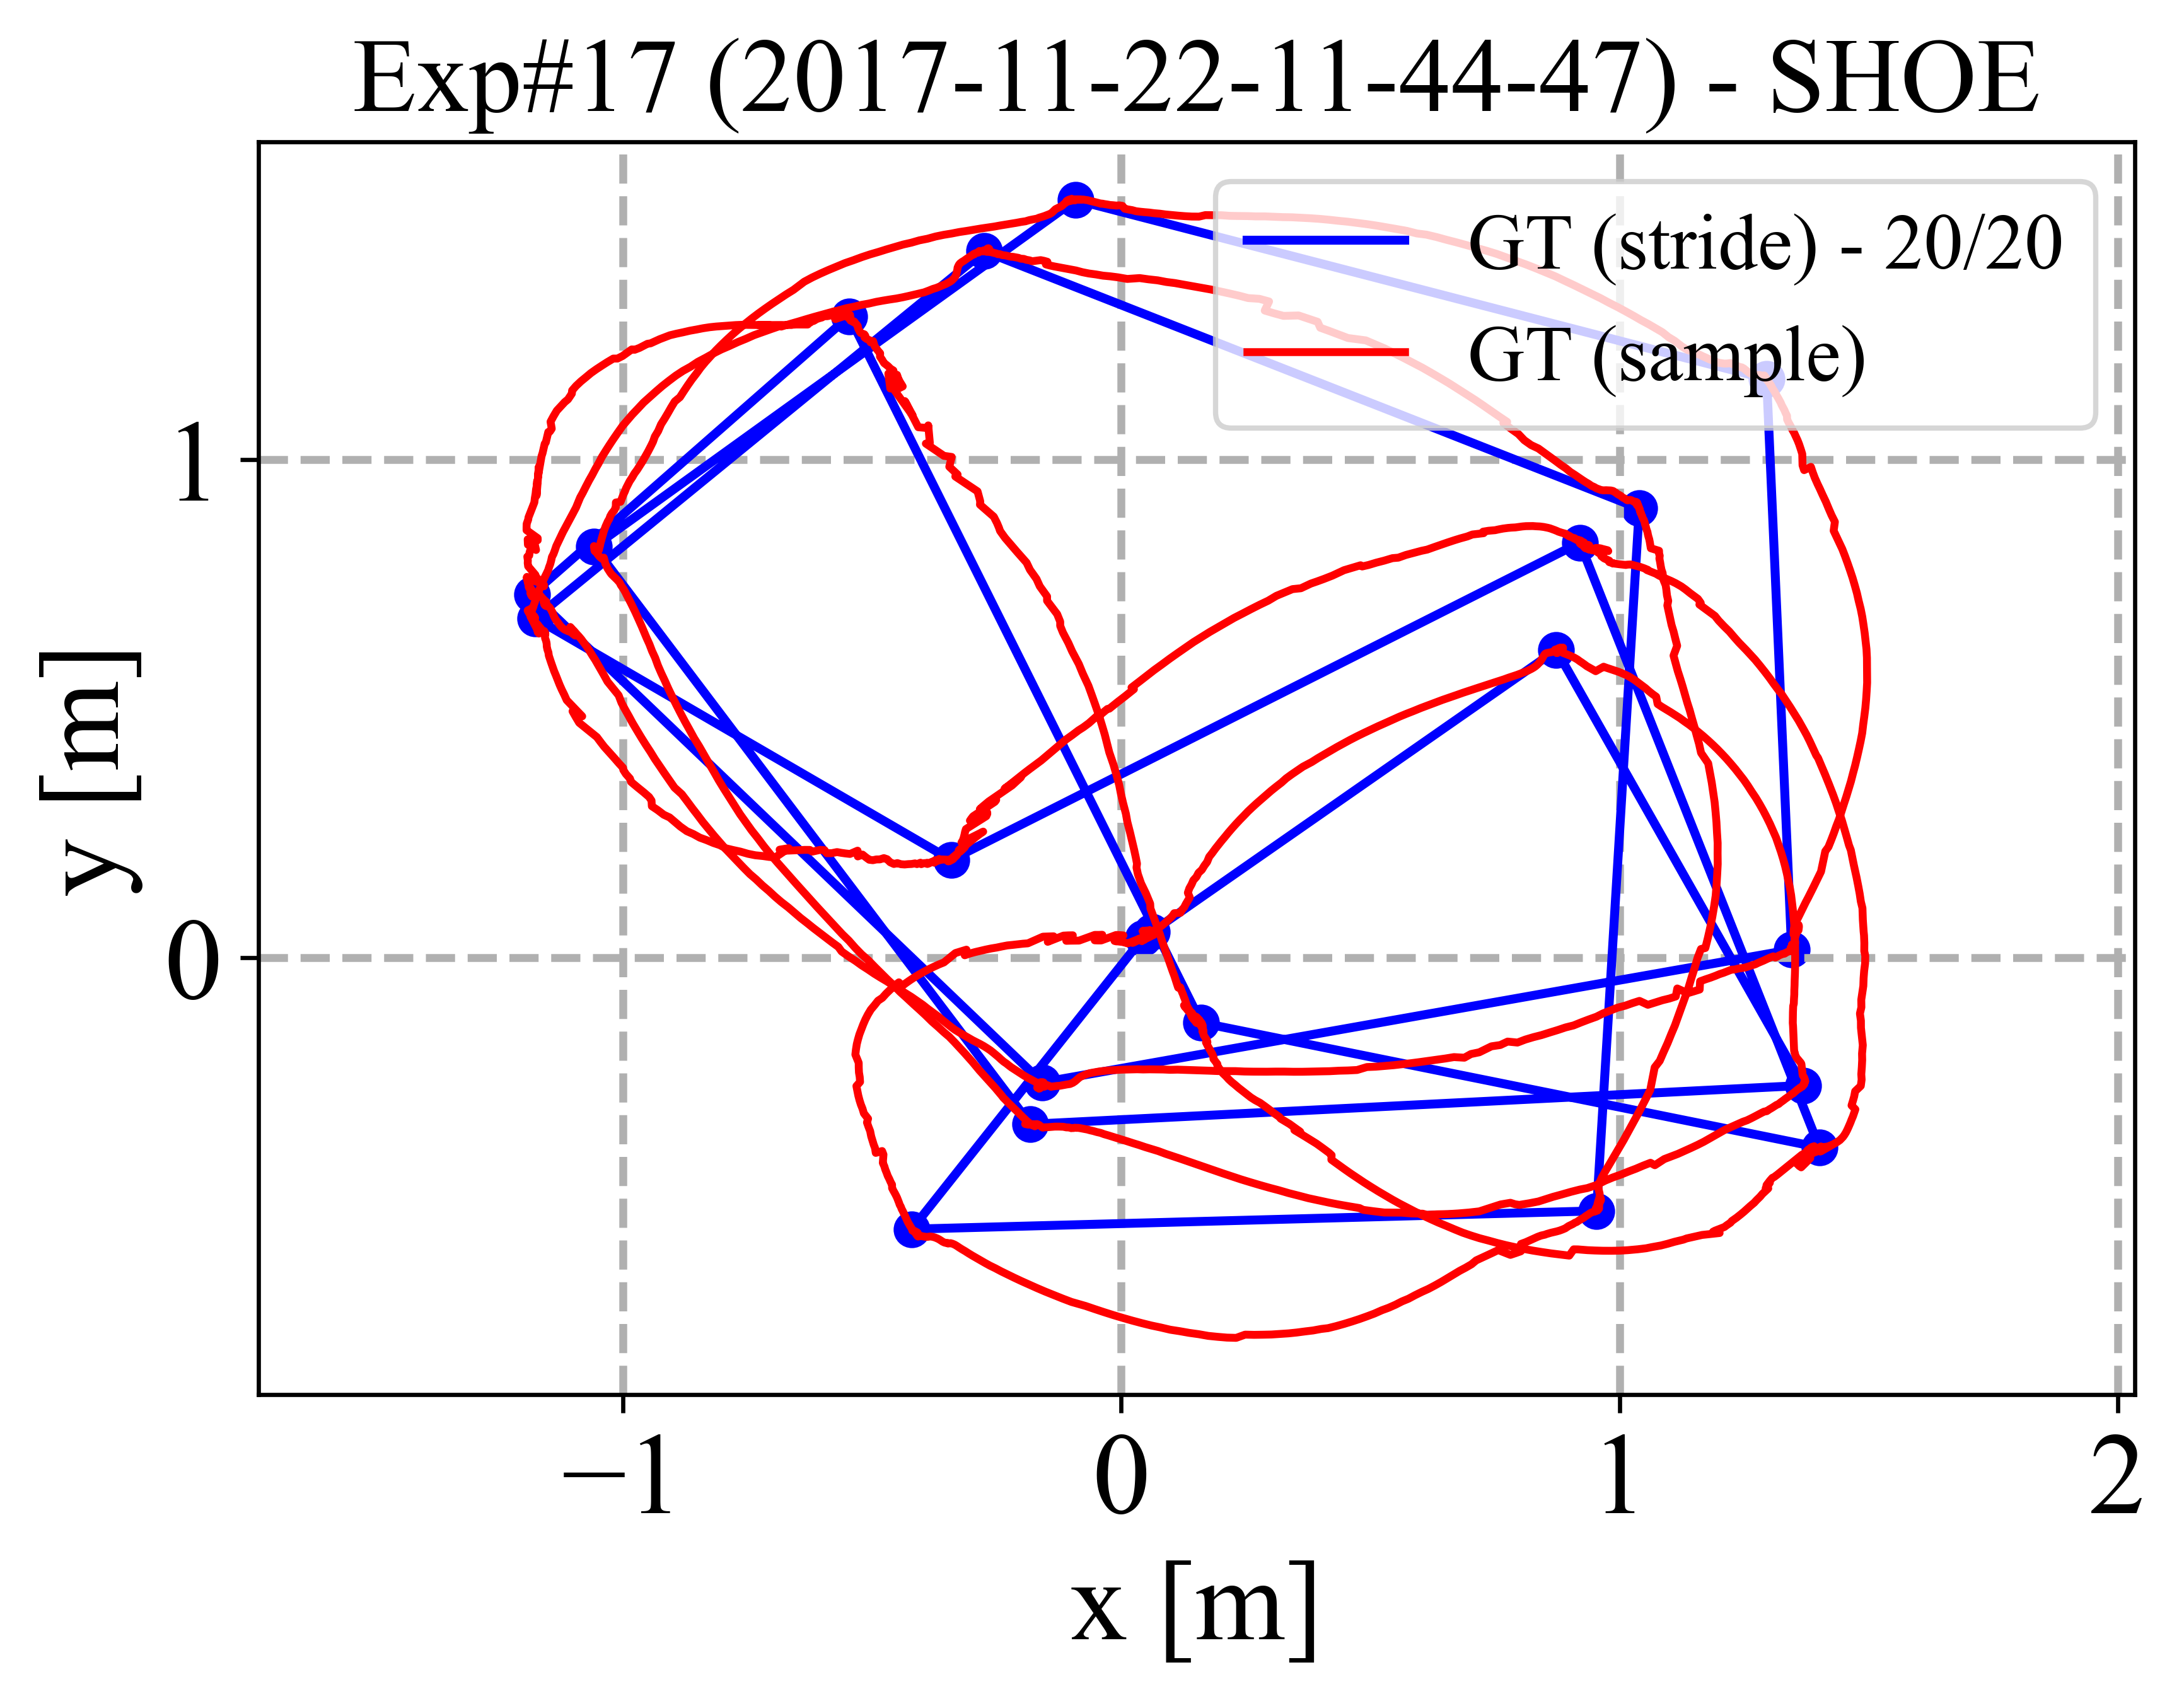 Exp#17 (2017-11-22-11-44-47) - SHOE
GT (stride) - 20/20
GT (sample)
1
0
y [m]
−1
0
1
2
x [m]